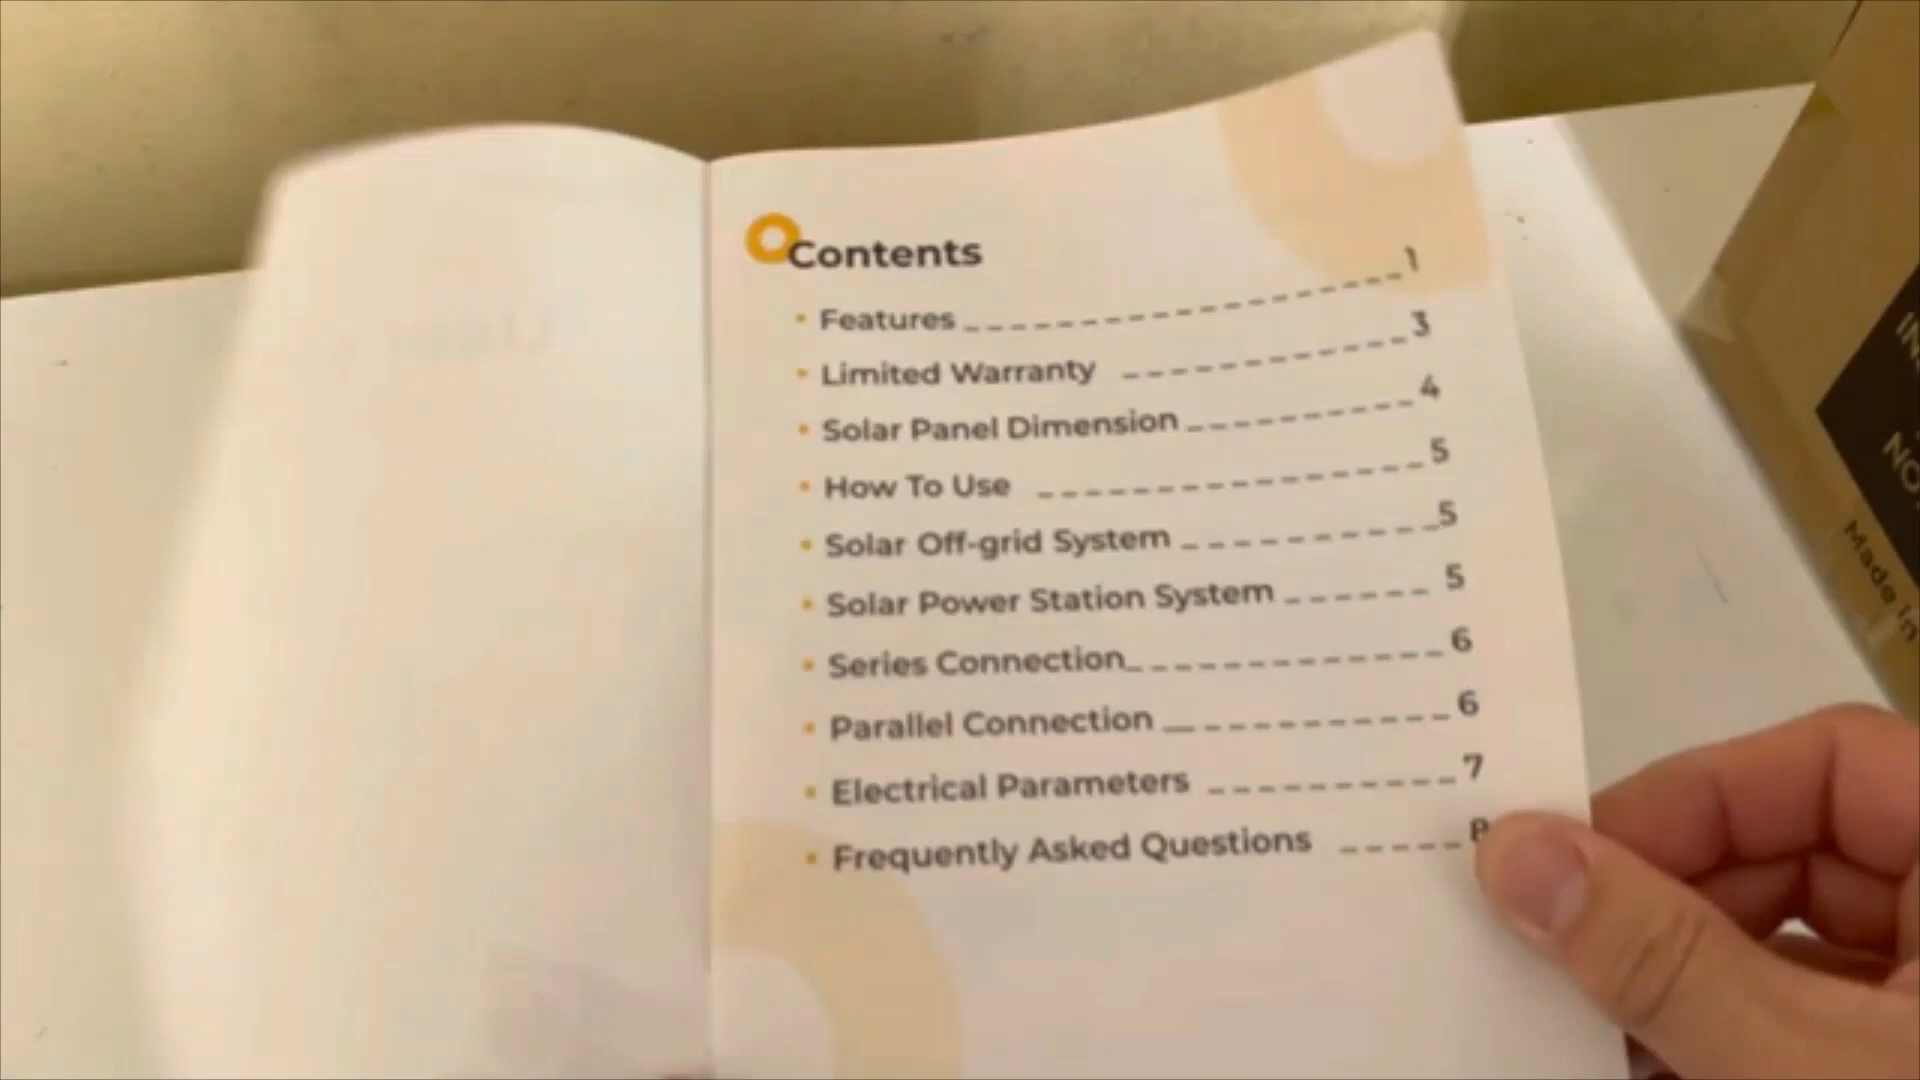 Contents
Features 1
Limited Warranty 3
Solar Panel Dimension 4
How To Use 5
Solar Off-grid System 5
Solar Power Station System 5
Series Connection 6
Parallel Connection 6
Electrical Parameters 7
Frequently Asked Questions 8
Made in